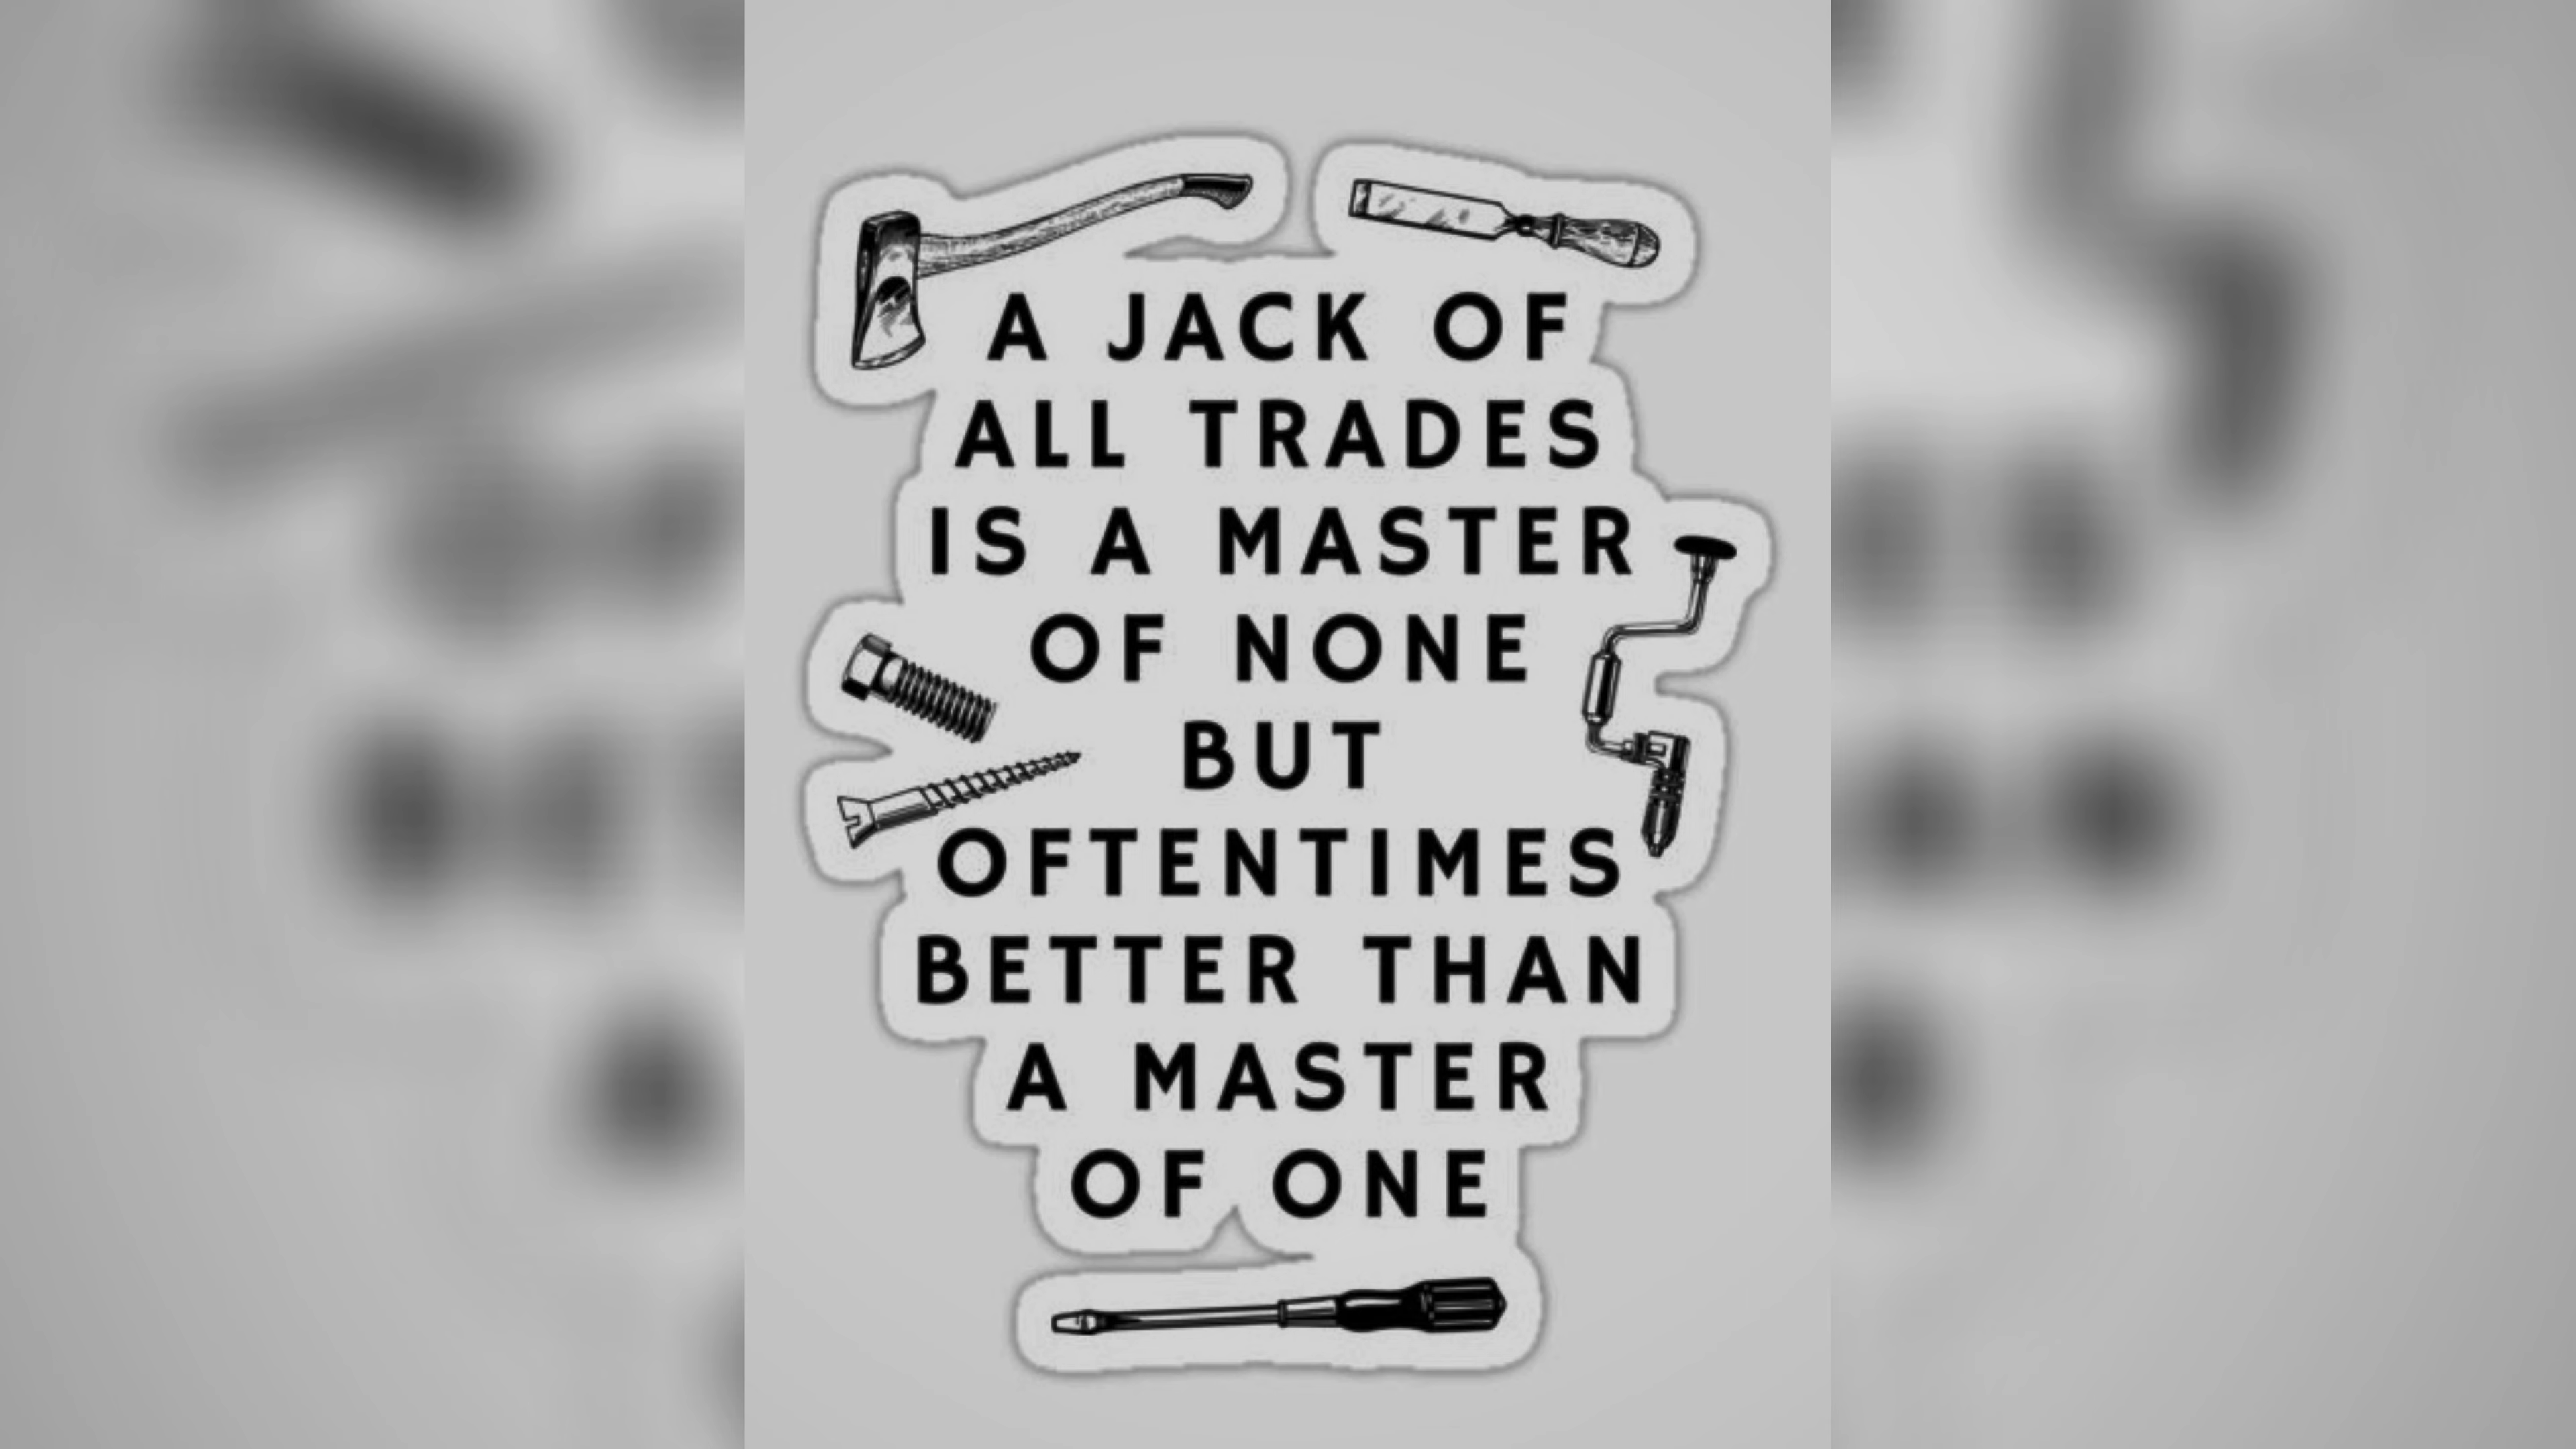 A JACK OF
ALL TRADES
IS A MASTER
OF NONE
BUT
OFTENTIMES
BETTER THAN
A MASTER
OF ONE